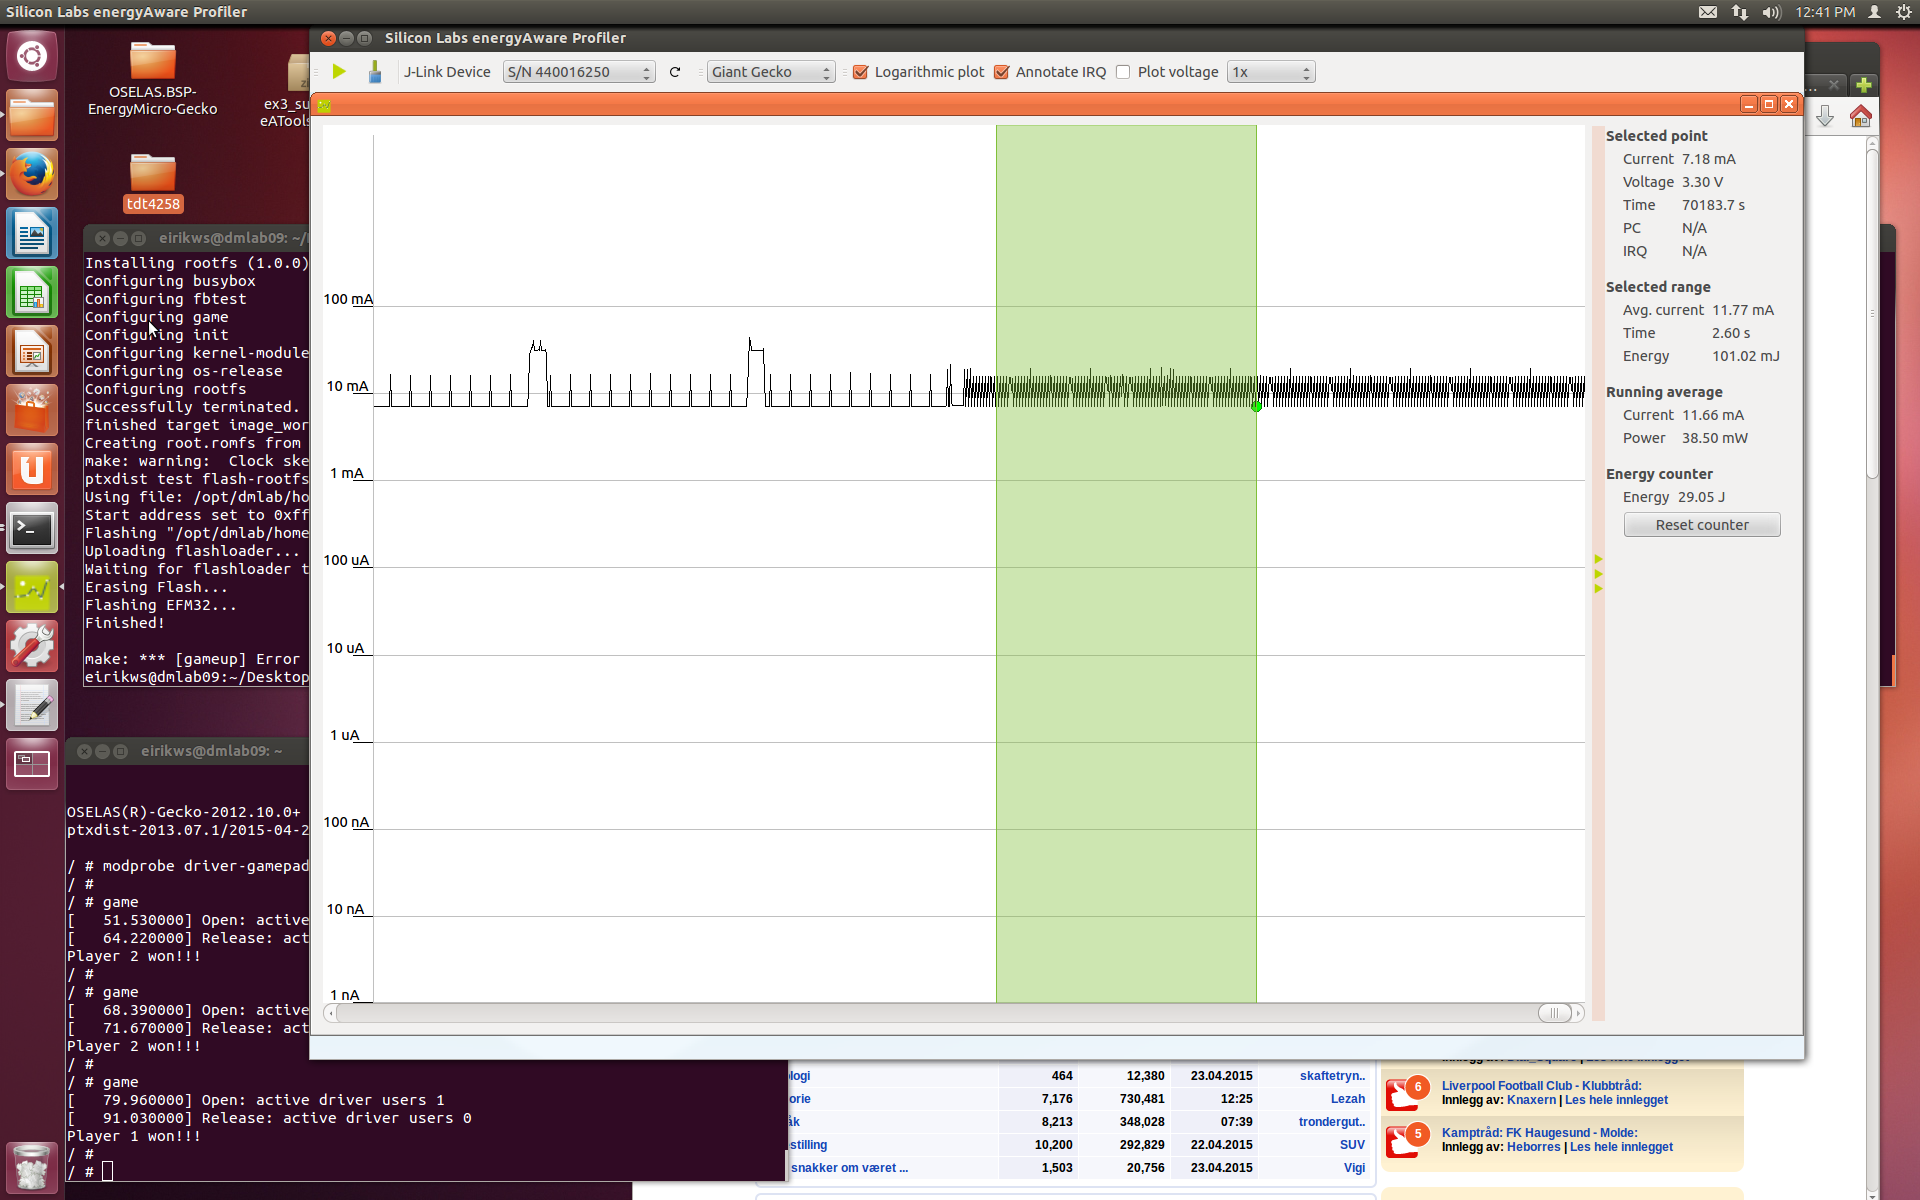 Silicon Labs energyAware Profiler
12:41 PM
OSELAS.BSP-
EnergyMicro-Gecko
ex3_su
eATools
tdt4258
eirikws@dmlab09: ~/
Installing rootfs (1.0.0)
Configuring busybox
Configuring fbtest
Configuring game
Configuring init
Configuring kernel-module
Configuring os-release
Configuring rootfs
Successfully terminated.
finished target image_wor
Creating root.romfs from
make: warning:  Clock ske
ptxdist test flash-rootfs
Using file: /opt/dmlab/ho
Start address set to 0xff
Flashing "/opt/dmlab/home
Uploading flashloader...
Waiting for flashloader t
Erasing Flash...
Flashing EFM32...
Finished!
make: *** [gameup] Error
eirikws@dmlab09:~/Desktop
eirikws@dmlab09: ~
OSELAS(R)-Gecko-2012.10.0+
ptxdist-2013.07.1/2015-04-2
/ # modprobe driver-gamepad
/ #
/ # game
[   51.530000] Open: active
[   64.220000] Release: act
Player 2 won!!!
/ #
/ # game
[   68.390000] Open: active
[   71.670000] Release: act
Player 2 won!!!
/ #
/ # game
[   79.960000] Open: active driver users 1
[   91.030000] Release: active driver users 0
Player 1 won!!!
/ #
/ #
Silicon Labs energyAware Profiler
J-Link Device S/N 440016250 Giant Gecko Logarithmic plot Annotate IRQ Plot voltage 1x
100 mA
10 mA
1 mA
100 uA
10 uA
1 uA
100 nA
10 nA
1 nA
Selected point
Current 7.18 mA
Voltage 3.30 V
Time 70183.7 s
PC N/A
IRQ N/A
Selected range
Avg. current 11.77 mA
Time 2.60 s
Energy 101.02 mJ
Running average
Current 11.66 mA
Power 38.50 mW
Energy counter
Energy 29.05 J
Reset counter
logi 464 12,380 23.04.2015 skaftetryn..
orie 7,176 730,481 12:25 Lezah
åk 8,213 348,028 07:39 trondergut..
stilling 10,200 292,829 22.04.2015 SUV
snakker om været ... 1,503 20,756 23.04.2015 Vigi
6
Liverpool Football Club - Klubbtråd:
Innlegg av: Knaxern | Les hele innlegget
5
Kamptråd: FK Haugesund - Molde:
Innlegg av: Heborres | Les hele innlegget